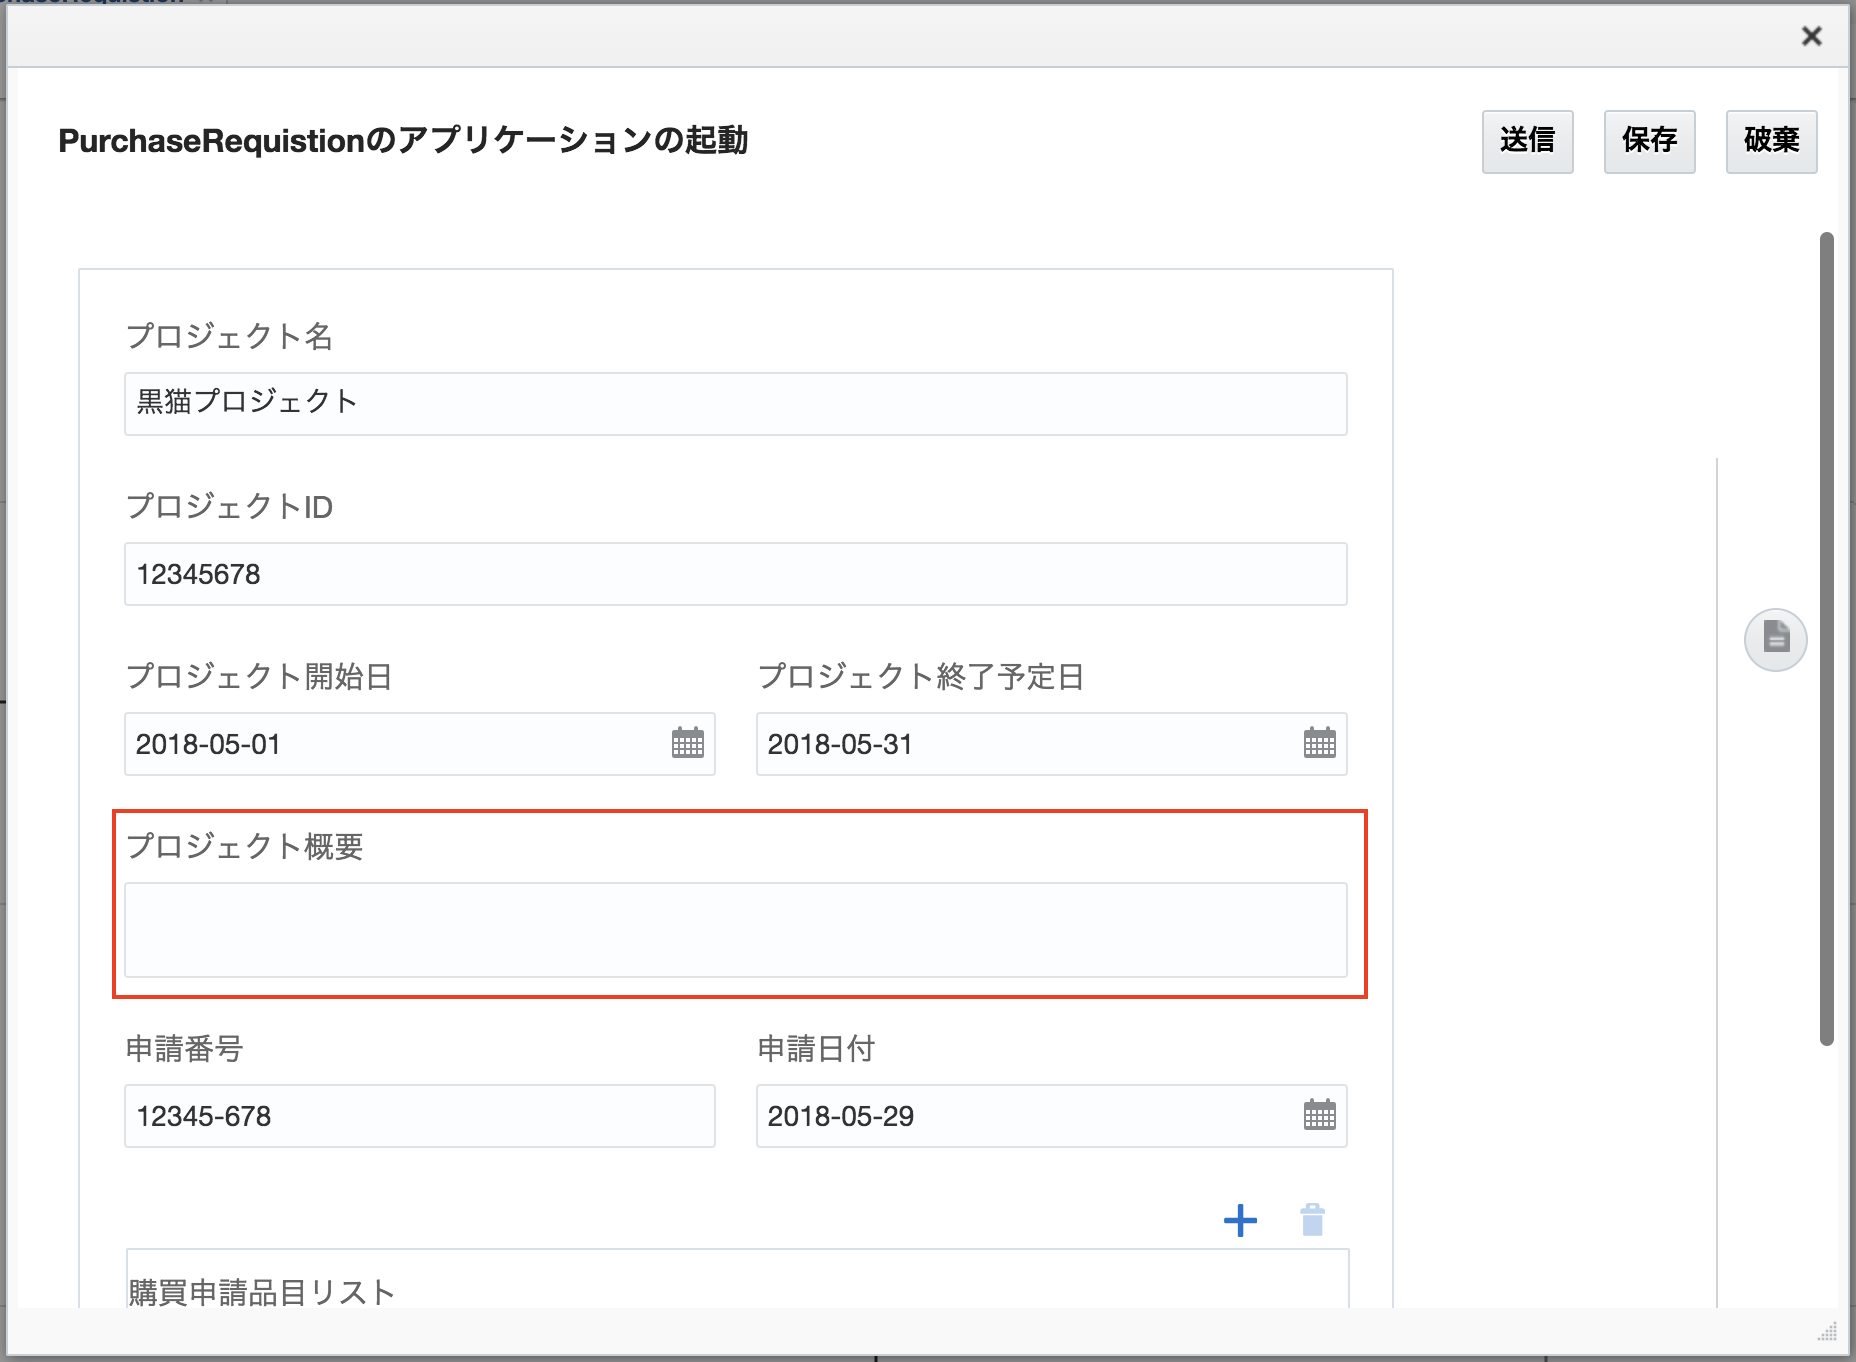 PurchaseRequistionのアプリケーションの起動
送信
保存
破棄
プロジェクト名
黒猫プロジェクト
プロジェクトID
12345678
プロジェクト開始日
プロジェクト終了予定日
2018-05-01
2018-05-31
プロジェクト概要
申請番号
申請日付
12345-678
2018-05-29
購買申請品目リスト